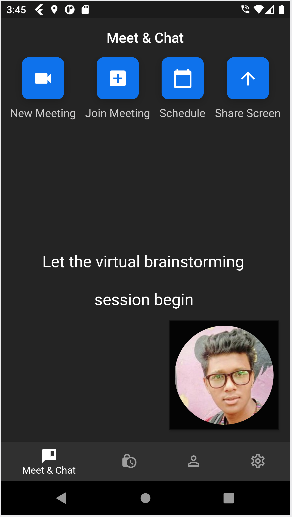 3:45
Meet & Chat
New Meeting
Join Meeting
Schedule
Share Screen
Let the virtual brainstorming
session begin
Meet & Chat